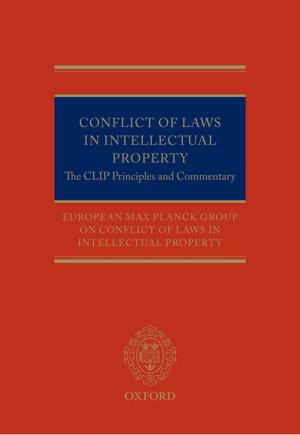 CONFLICT OF LAWS
IN INTELLECTUAL
PROPERTY
The CLIP Principles and Commentary
EUROPEAN MAX PLANCK GROUP
ON CONFLICT OF LAWS IN
INTELLECTUAL PROPERTY
OXFORD